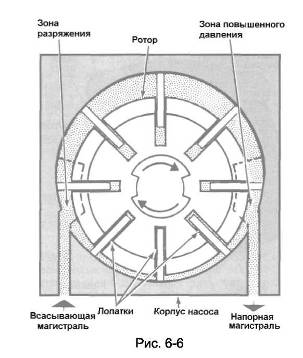 Зона
разряжения
Ротор
Зона повышенного
давления
Всасывающая
магистраль
Лопатки
Корпус насоса
Напорная
магистраль
Рис. 6-6